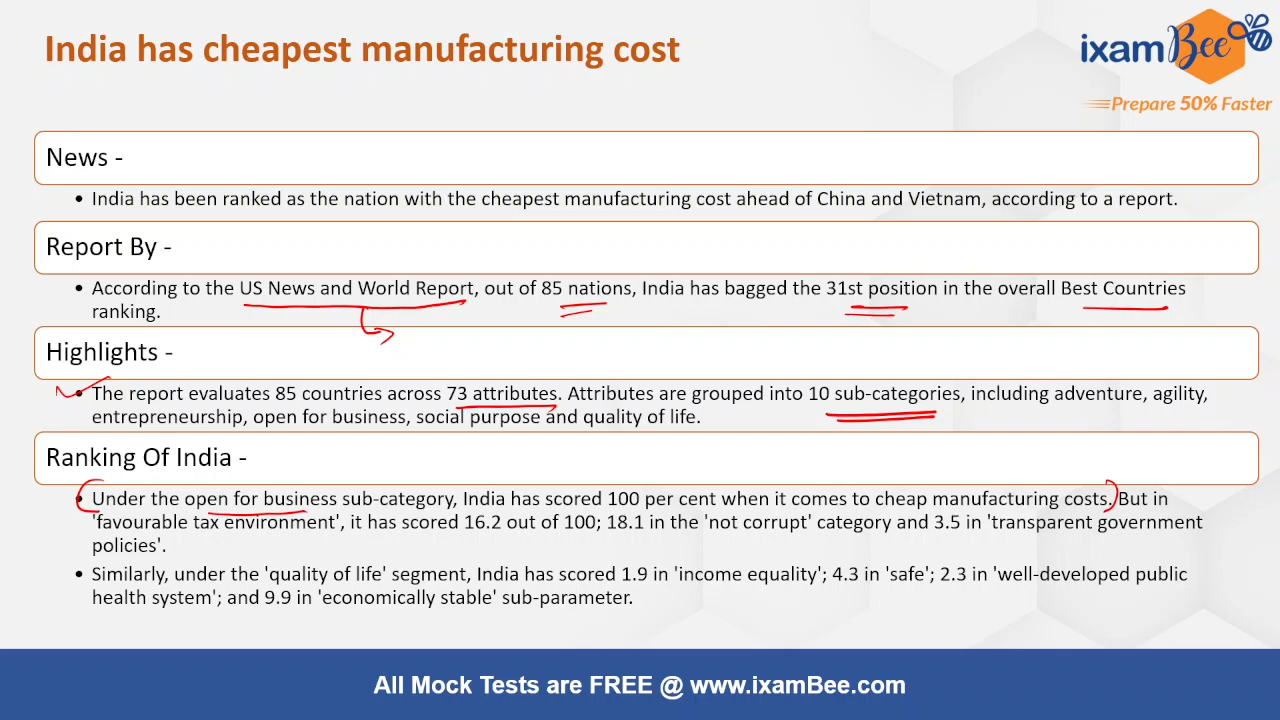 India has cheapest manufacturing cost
ixamBee
Prepare 50% Faster
News -
• India has been ranked as the nation with the cheapest manufacturing cost ahead of China and Vietnam, according to a report.
Report By -
• According to the US News and World Report, out of 85 nations, India has bagged the 31st position in the overall Best Countries
ranking.
Highlights -
• The report evaluates 85 countries across 73 attributes. Attributes are grouped into 10 sub-categories, including adventure, agility,
entrepreneurship, open for business, social purpose and quality of life.
Ranking Of India -
• Under the open for business sub-category, India has scored 100 per cent when it comes to cheap manufacturing costs. But in
'favourable tax environment', it has scored 16.2 out of 100; 18.1 in the 'not corrupt' category and 3.5 in 'transparent government
policies'.
• Similarly, under the 'quality of life' segment, India has scored 1.9 in 'income equality'; 4.3 in 'safe'; 2.3 in 'well-developed public
health system'; and 9.9 in 'economically stable' sub-parameter.
All Mock Tests are FREE @ www.ixamBee.com